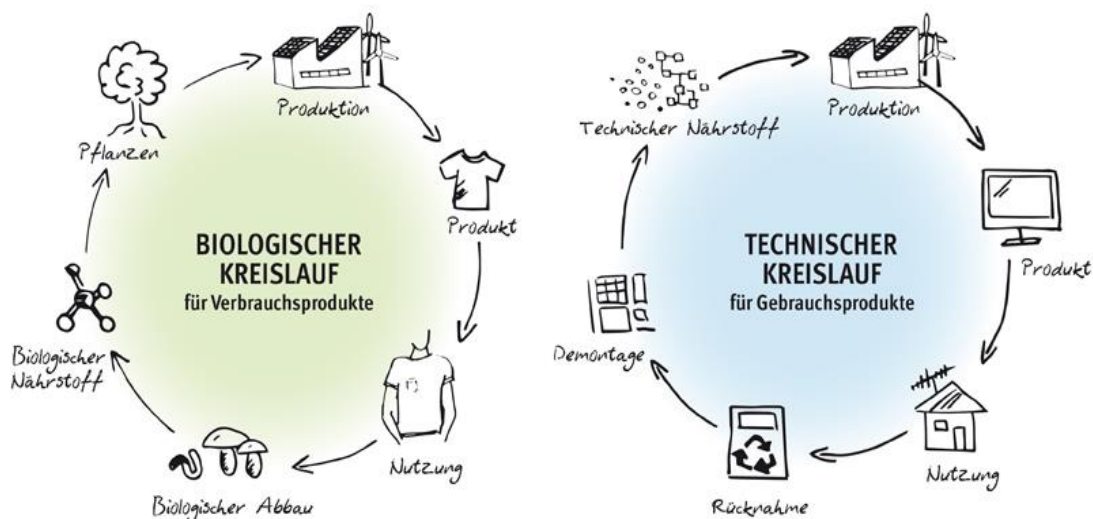 Produktion
Pflanzen
Produkt
BIOLOGISCHER
KREISLAUF
für Verbrauchsprodukte
Biologischer
Nährstoff
Nutzung
Biologischer Abbau
Produktion
Technischer Nährstoff
Produkt
TECHNISCHER
KREISLAUF
für Gebrauchsprodukte
Demontage
Nutzung
Rücknahme